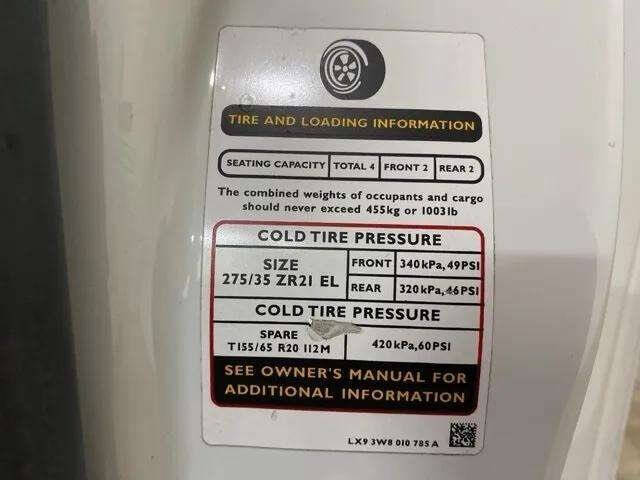 TIRE AND LOADING INFORMATION
SEATING CAPACITY TOTAL 4 FRONT 2 REAR 2
The combined weights of occupants and cargo
should never exceed 455kg or 1003lb
COLD TIRE PRESSURE
SIZE
275/35 ZR21 EL
FRONT 340kPa,49PSI
REAR 320kPa,46PSI
COLD TIRE PRESSURE
SPARE
T155/65 R20 112M
420kPa,60PSI
SEE OWNER'S MANUAL FOR
ADDITIONAL INFORMATION
LX9 3W8 010 785 A